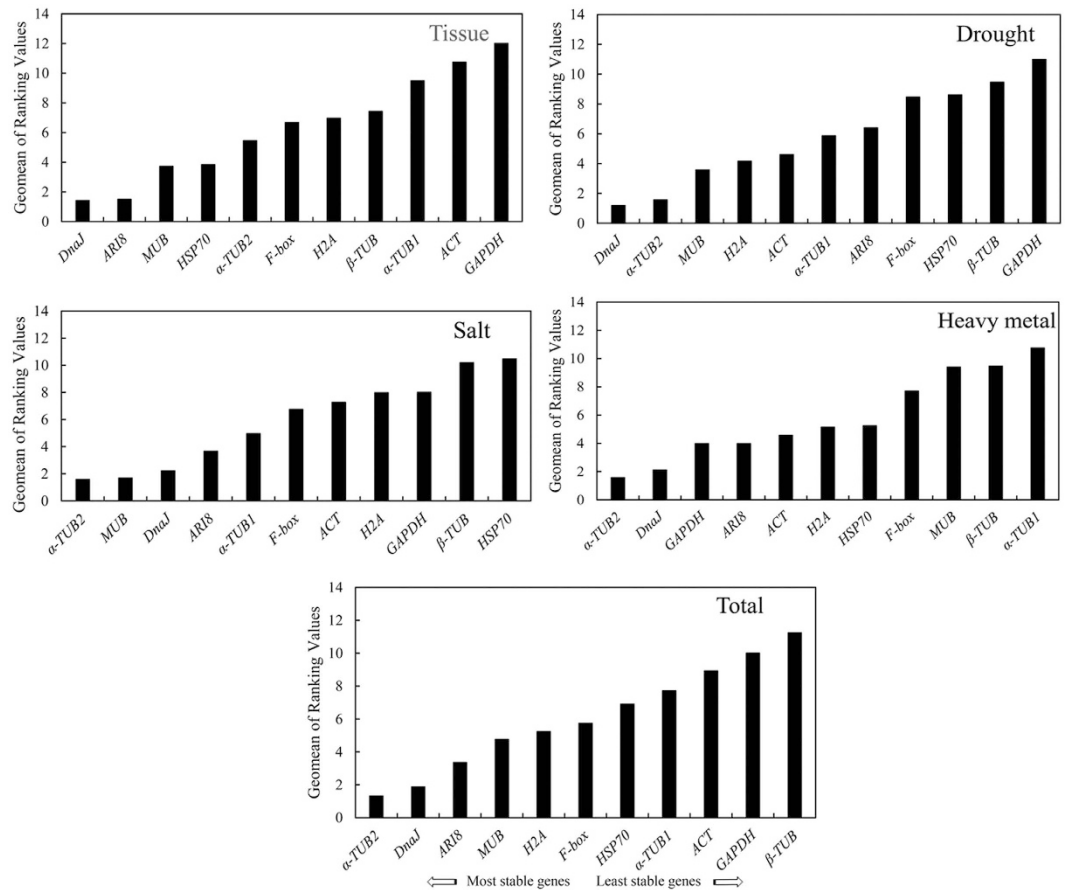 Geomean of Ranking Values
14
12
10
8
6
4
2
0
Tissue
DnaJ
ARI8
MUB
HSP70
α-TUB2
F-box
H2A
β-TUB
α-TUB1
ACT
GAPDH
Geomean of Ranking Values
14
12
10
8
6
4
2
0
Drought
DnaJ
α-TUB2
MUB
H2A
ACT
α-TUB1
ARI8
F-box
HSP70
β-TUB
GAPDH
Geomean of Ranking Values
14
12
10
8
6
4
2
0
Salt
α-TUB2
MUB
DnaJ
ARI8
α-TUB1
F-box
ACT
H2A
GAPDH
β-TUB
HSP70
Geomean of Ranking Values
14
12
10
8
6
4
2
0
Heavy metal
α-TUB2
DnaJ
GAPDH
ARI8
ACT
H2A
HSP70
F-box
MUB
β-TUB
α-TUB1
Geomean of Ranking Values
14
12
10
8
6
4
2
0
Total
α-TUB2
DnaJ
ARI8
MUB
H2A
F-box
HSP70
α-TUB1
ACT
GAPDH
β-TUB
Most stable genes Least stable genes